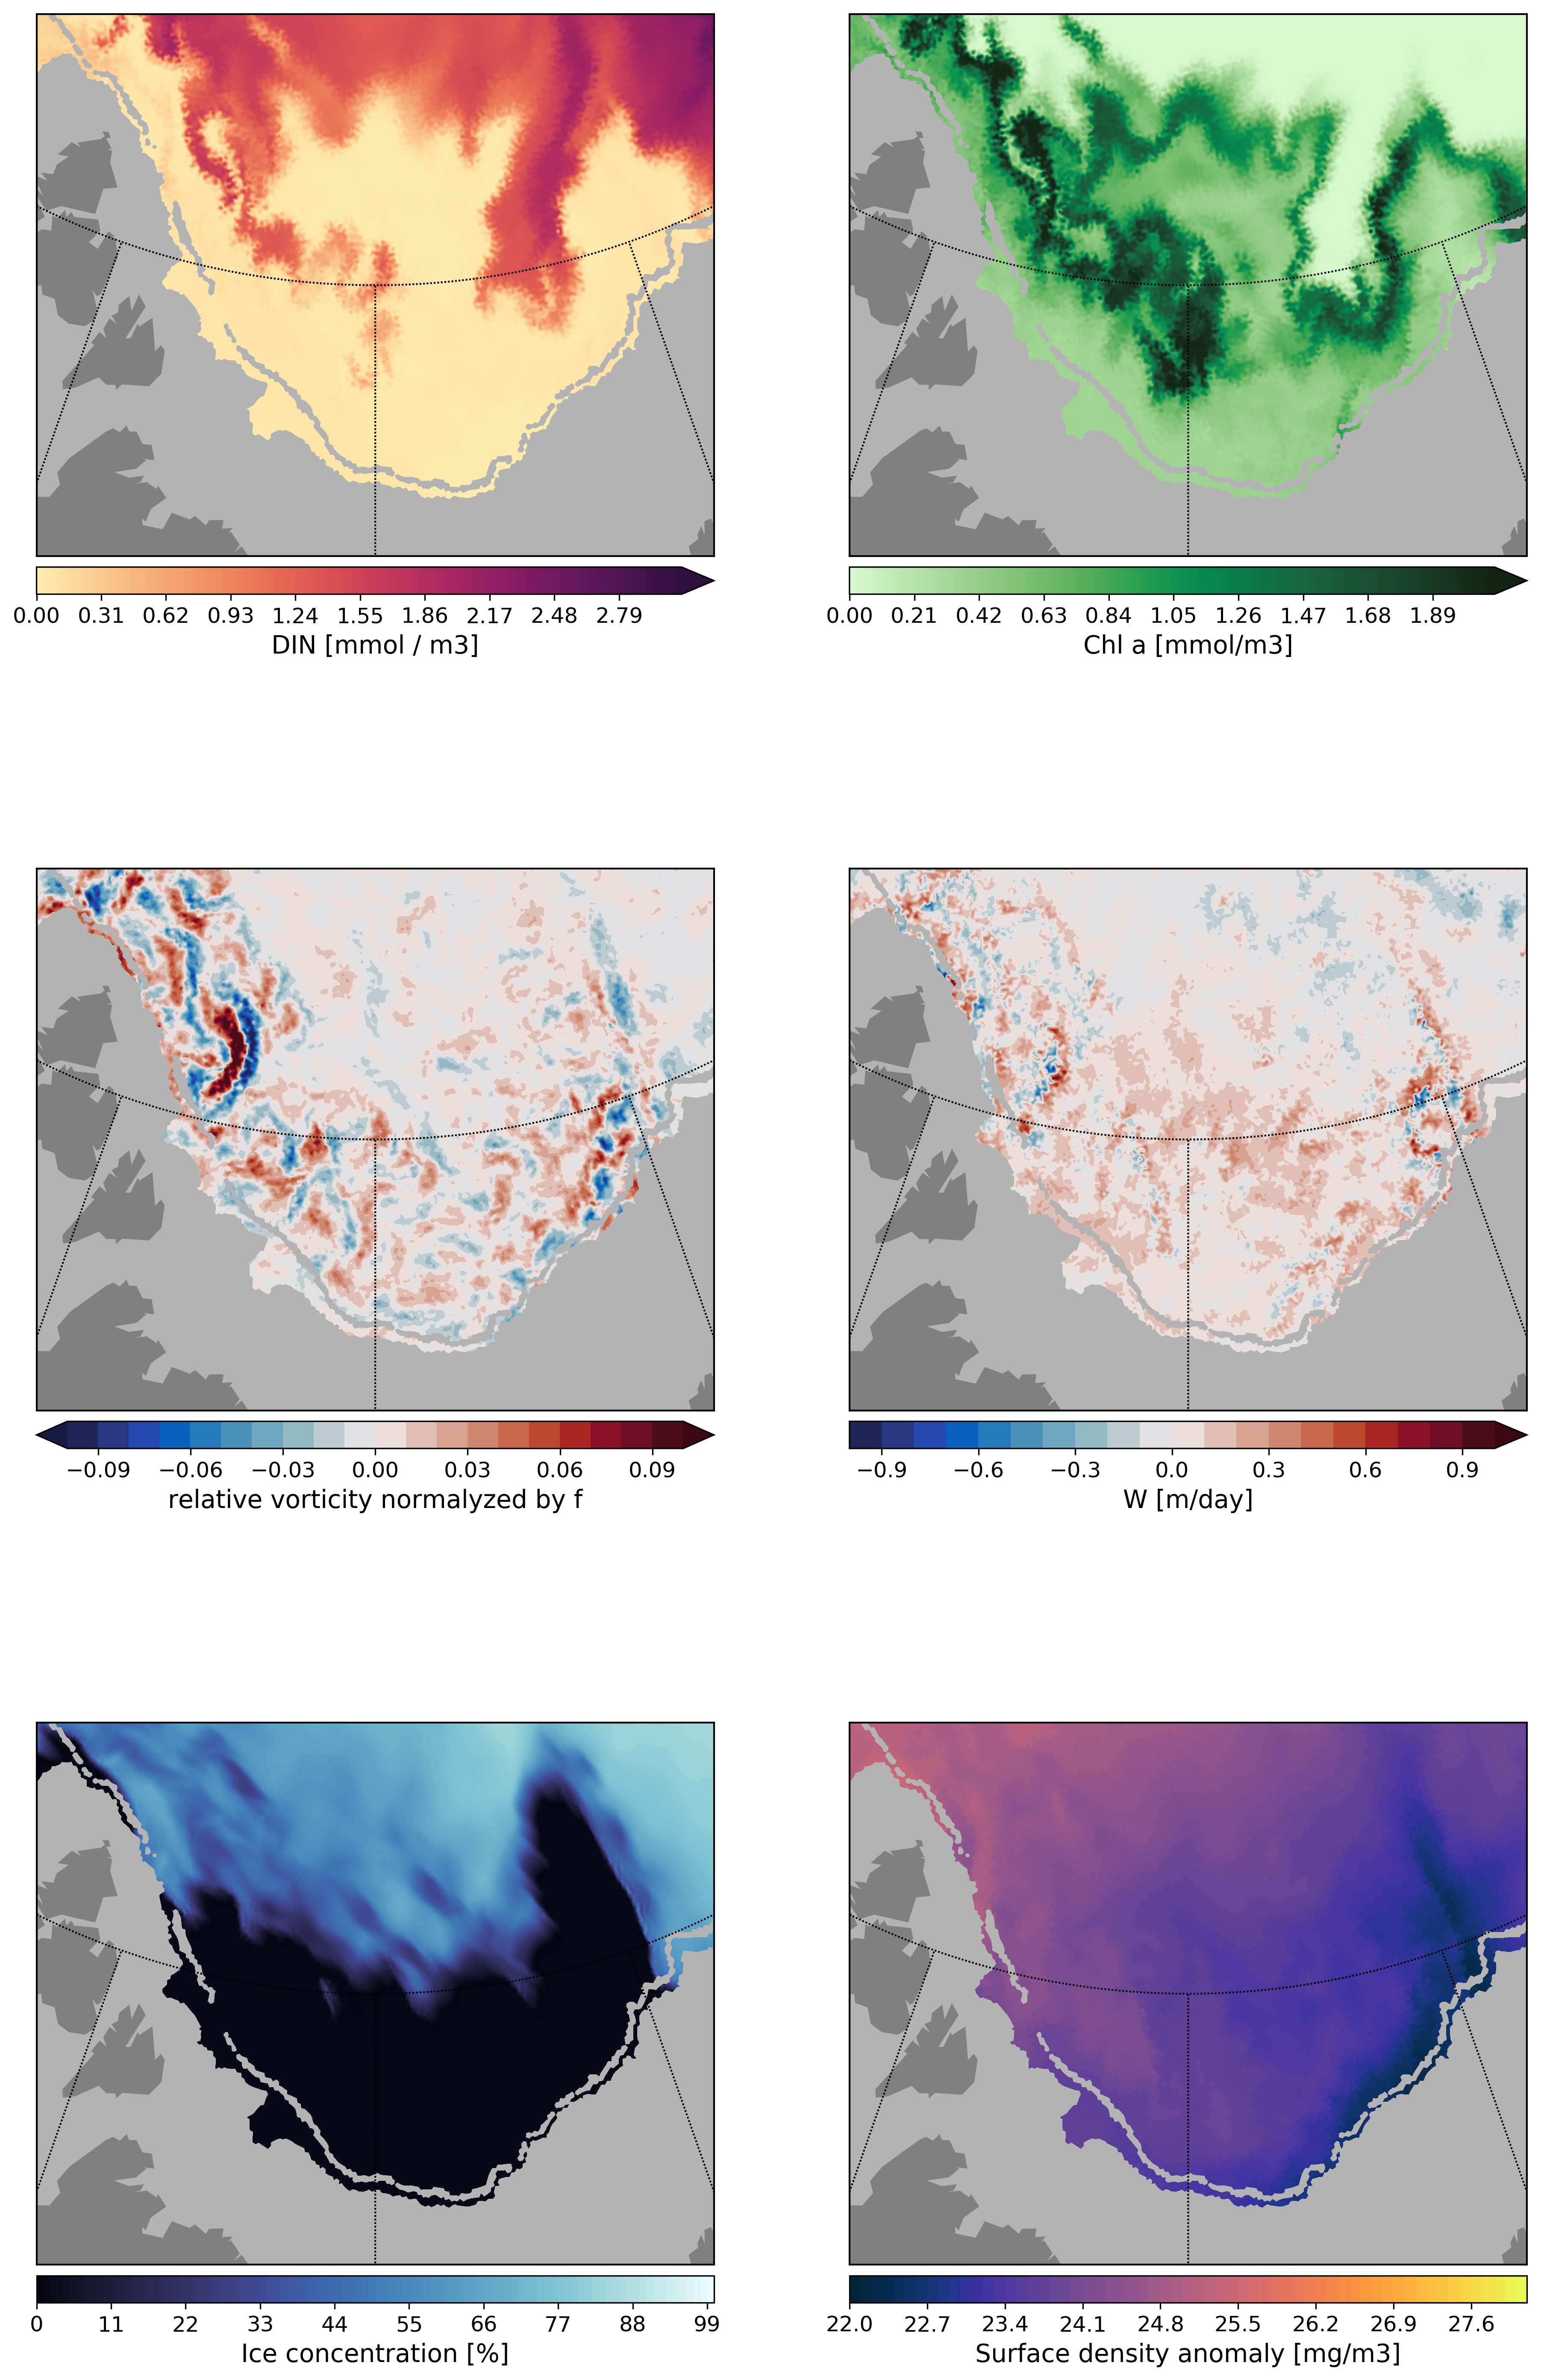 0.00 0.31 0.62 0.93 1.24 1.55 1.86 2.17 2.48 2.79
DIN [mmol / m3]
0.00 0.21 0.42 0.63 0.84 1.05 1.26 1.47 1.68 1.89
Chl a [mmol/m3]
−0.09 −0.06 −0.03 0.00 0.03 0.06 0.09
relative vorticity normalyzed by f
−0.9 −0.6 −0.3 0.0 0.3 0.6 0.9
W [m/day]
0 11 22 33 44 55 66 77 88 99
Ice concentration [%]
22.0 22.7 23.4 24.1 24.8 25.5 26.2 26.9 27.6
Surface density anomaly [mg/m3]